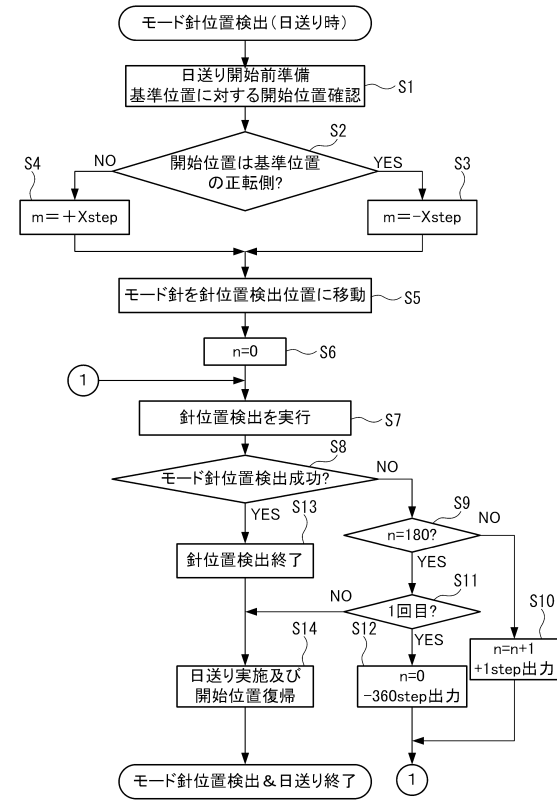 モード針位置検出(日送り時)
日送り開始前準備
基準位置に対する開始位置確認
S1
S2
開始位置は基準位置
の正転側?
NO
YES
S4
S3
m=+Xstep
m=-Xstep
モード針を針位置検出位置に移動
S5
n=0
S6
1
針位置検出を実行
S7
S8
モード針位置検出成功?
NO
YES
S9
n=180?
NO
YES
S13
針位置検出終了
S11
1回目?
NO
YES
S10
n=n+1
+1step出力
S12
n=0
-360step出力
S14
日送り実施及び
開始位置復帰
モード針位置検出&日送り終了
1